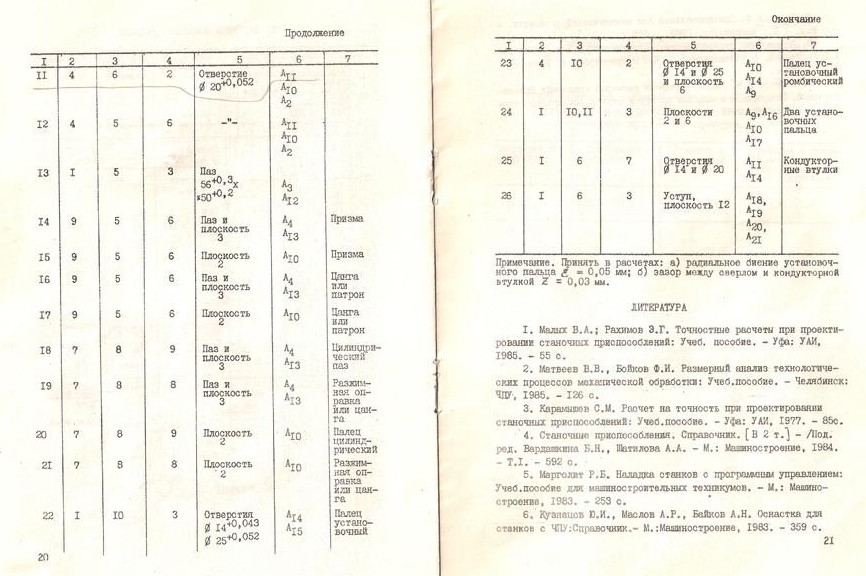 Продолжение
I 2 3 4 5 6 7
II 4 6 2 Отверстие A11
Ø 20+0,052 A10
A2
I2 4 5 6 -"- A11
A10
A2
I3 I 5 3 Паз
56+0,3х A3
х50+0,2 A12
I4 9 5 6 Паз и A4 Призма
плоскость
3 A13
I5 9 5 6 Плоскость A10 Призма
2
I6 9 5 6 Паз и A4 Цанга
плоскость или
3 A13 патрон
I7 9 5 6 Плоскость A10 Цанга
2 или
патрон
I8 7 8 9 Паз и A4 Цилиндри-
плоскость ческий
3 A13 паз
I9 7 8 8 Паз и A4 Разжим-
плоскость ная оп-
3 A13 равка
или цан-
га
20 7 8 9 Плоскость A10 Палец
2 цилинд-
рический
2I 7 8 8 Плоскость A10 Разжим-
2 ная оп-
равка
или цан-
га
22 I I0 3 Отверстия A14 Палец
Ø 14+0,043 A15 устано-
Ø 25+0,052 вочный
20
Окончание
I 2 3 4 5 6 7
23 4 I0 2 Отверстия A10 Палец ус-
Ø 14 и Ø 25 тановочный
и плоскость A14 ромбический
6 A9
24 I I0,II 3 Плоскости A9,A16 Два устано-
2 и 6 A10 вочных
пальца
A17
25 I 6 7 Отверстия A11 Кондуктор-
Ø 14 и Ø 20 A14 ные втулки
26 I 6 3 Уступ, A18,
плоскость I2
A19
A20,
A21
Примечание. Принять в расчетах: а) радиальное биение установоч-
ного пальца = 0,05 мм; б) зазор между сверлом и кондукторной
втулкой Z = 0,03 мм.
ЛИТЕРАТУРА
I. Малых В.А.; Рахимов Э.Г. Точностные расчеты при проекти-
ровании станочных приспособлений: Учеб. пособие. - Уфа: УАИ,
I985. - 55 с.
2. Матвеев В.В., Бойков Ф.И. Размерный анализ технологиче-
ских процессов механической обработки: Учеб.пособие. - Челябинск:
ЧПУ, I985. - I26 с.
3. Карамышев С.М. Расчет на точность при проектировании
станочных приспособлений: Учеб.пособие. - Уфа: УАИ, I977. - 85с.
4. Станочные приспособления. Справочник. [В 2 т.] - /Под.
ред. Вардашкина Б.Н., Шатилова А.А. - М.: Машиностроение, I984.
- Т.I. - 592 с.
5. Марголит Р.Б. Наладка станков с программным управлением:
Учеб.пособие для машиностроительных техникумов. - М.: Машино-
строение, I983. - 253 с.
6. Кузнецов Ю.И., Маслов А.Р., Байков А.Н. Оснастка для
станков с ЧПУ:Справочник.- М.:Машиностроение, I983. - 359 с.
2I